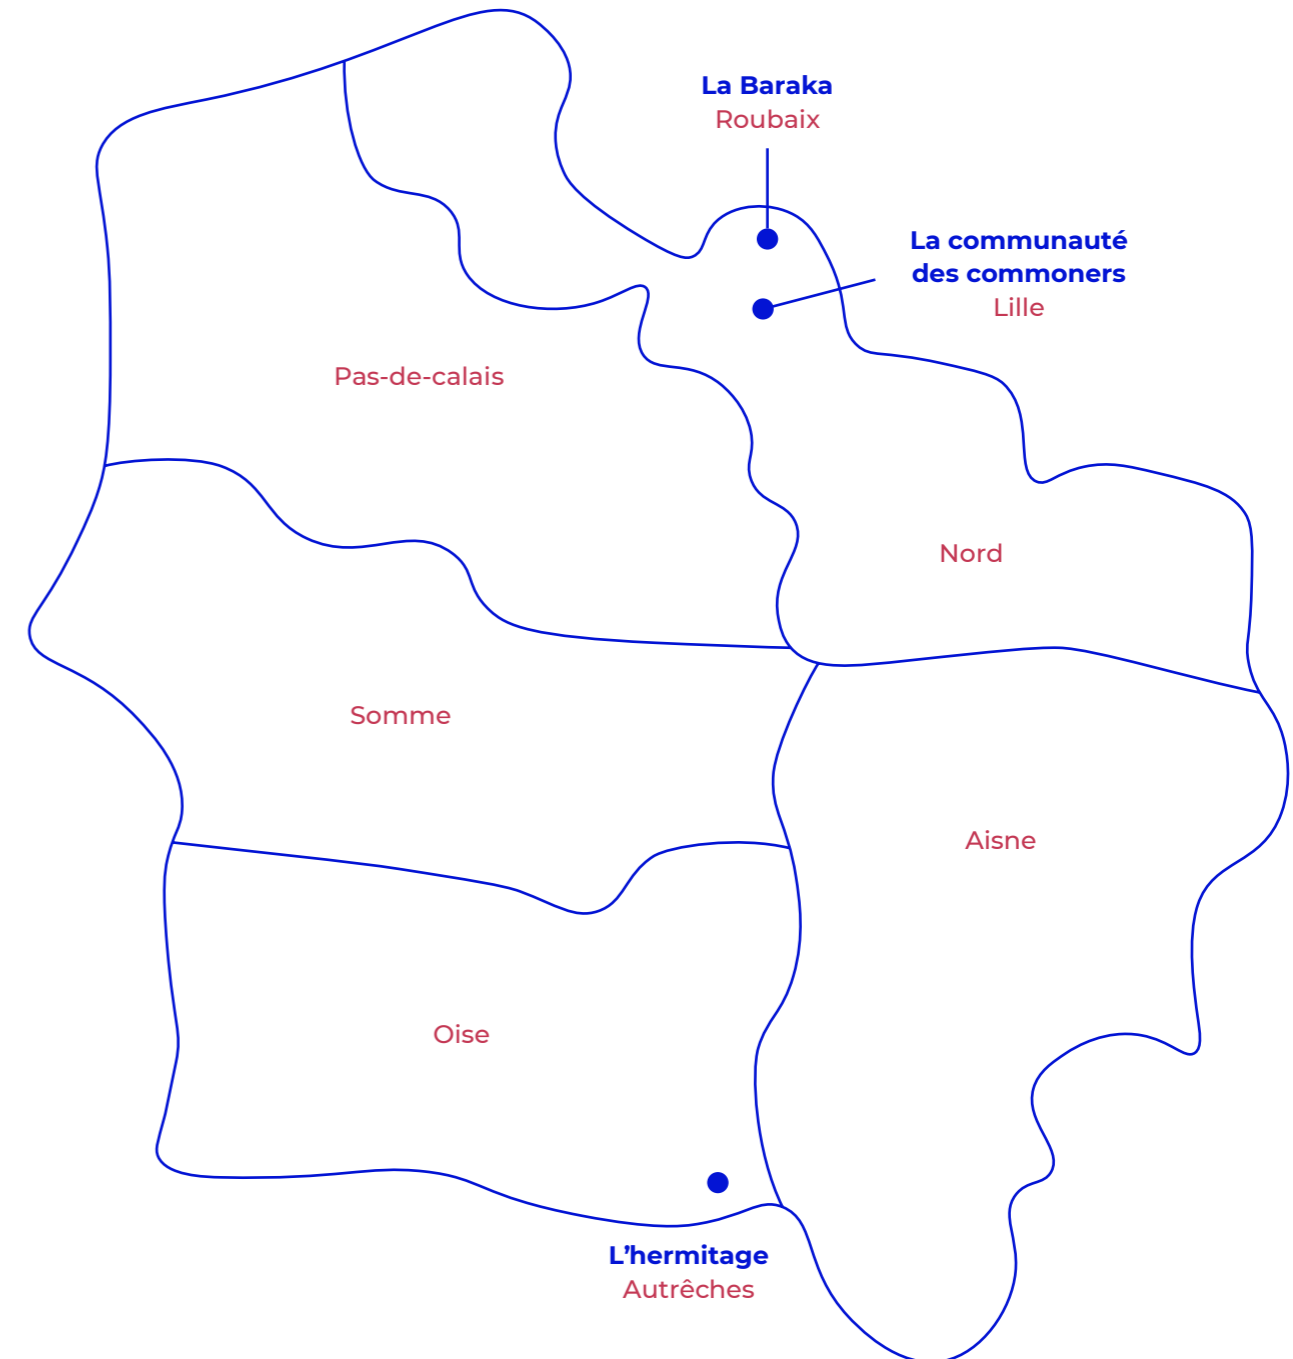 La Baraka
Roubaix
La communauté
des commoners
Lille
Pas-de-calais
Nord
Somme
Aisne
Oise
L’hermitage
Autrêches